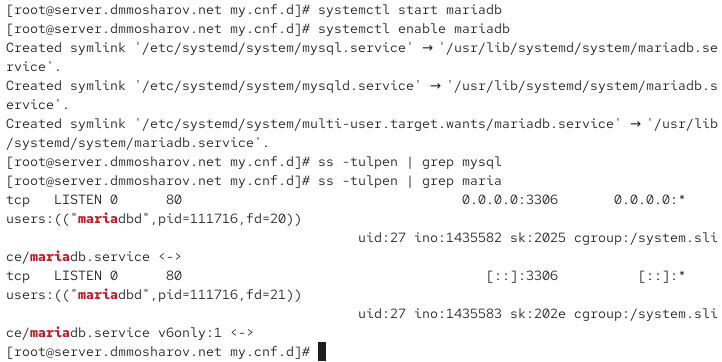 [root@server.dmmosharov.net my.cnf.d]# systemctl start mariadb
[root@server.dmmosharov.net my.cnf.d]# systemctl enable mariadb
Created symlink '/etc/systemd/system/mysql.service' → '/usr/lib/systemd/system/mariadb.se
rvice'.
Created symlink '/etc/systemd/system/mysqld.service' → '/usr/lib/systemd/system/mariadb.s
ervice'.
Created symlink '/etc/systemd/system/multi-user.target.wants/mariadb.service' → '/usr/lib
/systemd/system/mariadb.service'.
[root@server.dmmosharov.net my.cnf.d]# ss -tulpen | grep mysql
[root@server.dmmosharov.net my.cnf.d]# ss -tulpen | grep maria
tcp   LISTEN 0      80                                   0.0.0.0:3306       0.0.0.0:*
users:(("mariadbd",pid=111716,fd=20))
                                            uid:27 ino:1435582 sk:2025 cgroup:/system.sli
ce/mariadb.service <->
tcp   LISTEN 0      80                                      [::]:3306          [::]:*
users:(("mariadbd",pid=111716,fd=21))
                                            uid:27 ino:1435583 sk:202e cgroup:/system.sli
ce/mariadb.service v6only:1 <->
[root@server.dmmosharov.net my.cnf.d]#